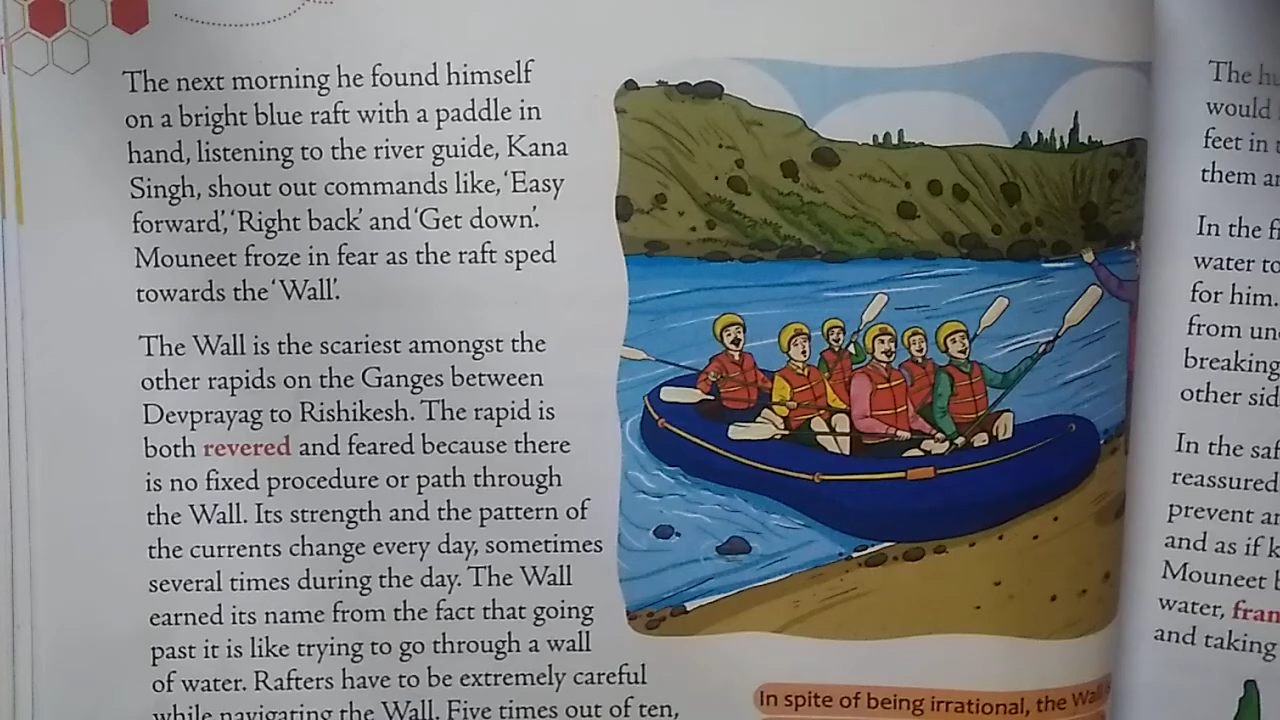 The next morning he found himself
on a bright blue raft with a paddle in
hand, listening to the river guide, Kana
Singh, shout out commands like, ‘Easy
forward’, ‘Right back’ and ‘Get down’.
Mouneet froze in fear as the raft sped
towards the ‘Wall’.
The Wall is the scariest amongst the
other rapids on the Ganges between
Devprayag to Rishikesh. The rapid is
both revered and feared because there
is no fixed procedure or path through
the Wall. Its strength and the pattern of
the currents change every day, sometimes
several times during the day. The Wall
earned its name from the fact that going
past it is like trying to go through a wall
of water. Rafters have to be extremely careful
while navigating the Wall. Five times out of ten,
In spite of being irrational, the Wall
The
would
feet in
them
In the
water to
for him.
from
breaking
other
In the
reassured
prevent
and as if
Mouneet
water,
and taking